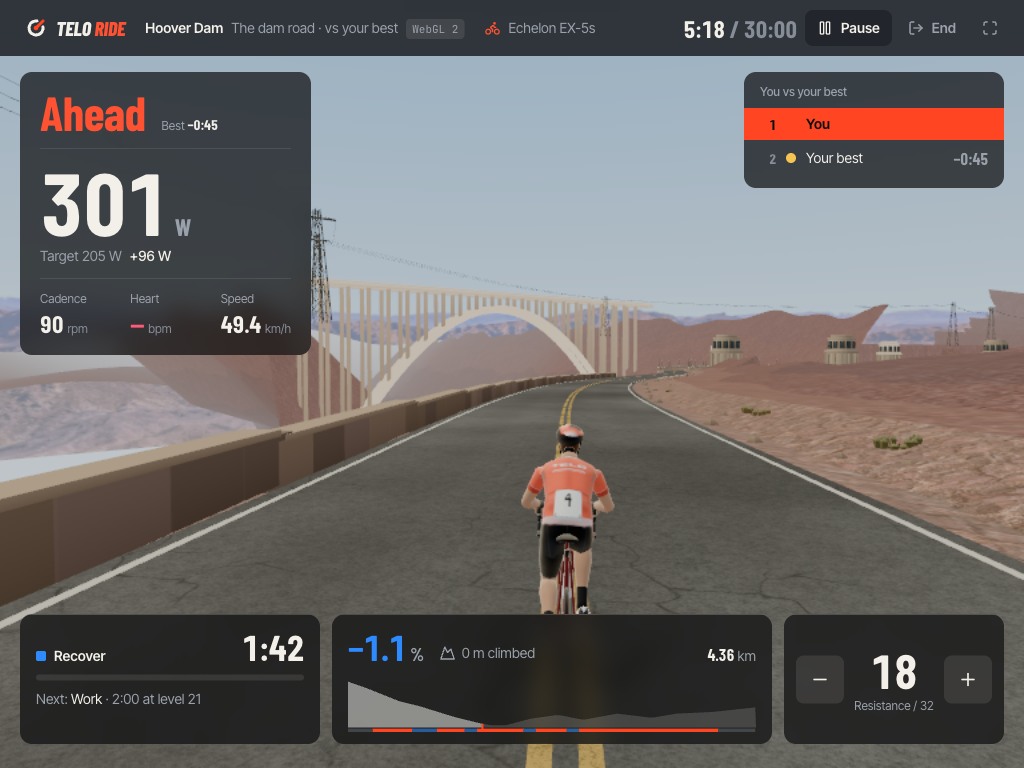 TELO RIDE
Hoover Dam The dam road · vs your best WebGL 2 Echelon EX-5s
5:18 / 30:00 Pause End
Ahead Best −0:45
301 W
Target 205 W +96 W
Cadence Heart Speed
90 rpm – bpm 49.4 km/h
You vs your best
1 You
2 Your best −0:45
TELO
4
Recover 1:42
Next: Work · 2:00 at level 21
−1.1 % 0 m climbed 4.36 km
− 18 +
Resistance / 32